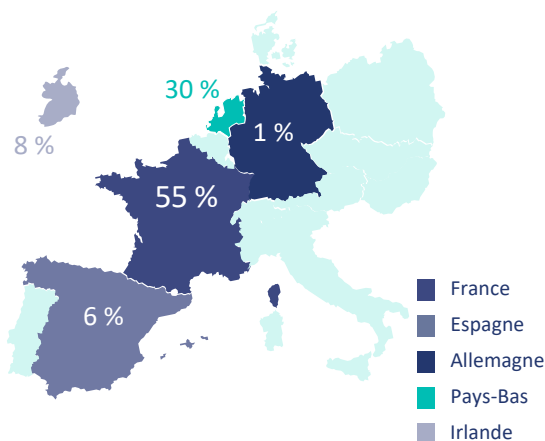 30 %
8 %
1 %
55 %
6 %
France
Espagne
Allemagne
Pays-Bas
Irlande